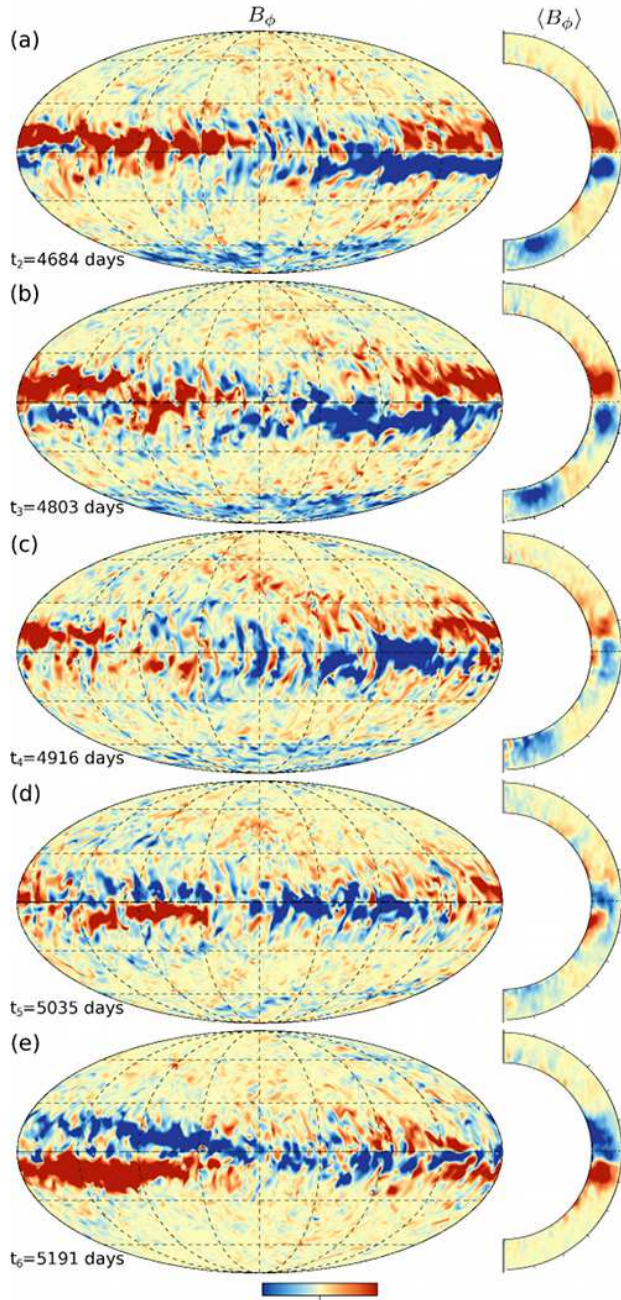 B_ϕ ⟨B_ϕ⟩
(a)
t₂=4684 days
(b)
t₃=4803 days
(c)
t₄=4916 days
(d)
t₅=5035 days
(e)
t₆=5191 days